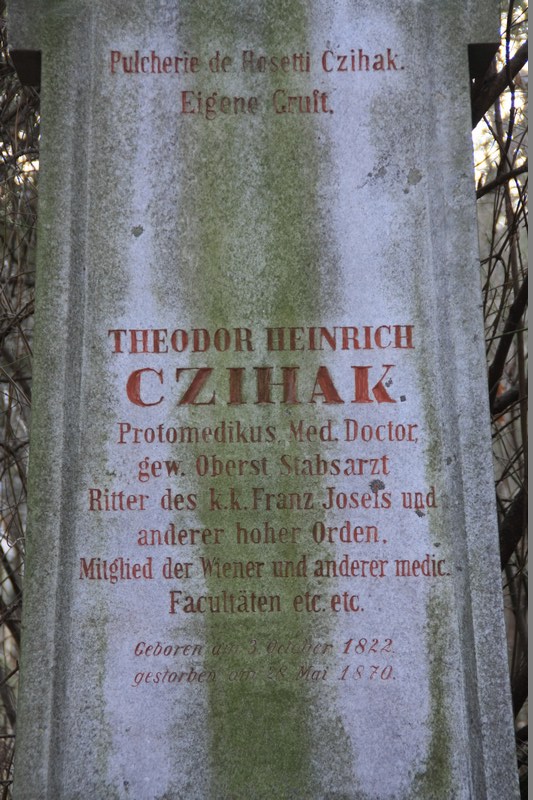 Pulcherie de Rosetti Czihak.
Eigene Gruft.
THEODOR HEINRICH
CZIHAK.
Protomedikus, Med. Doctor,
gew. Oberst Stabsarzt
Ritter des k.k. Franz Josefs und
anderer hoher Orden,
Mitglied der Wiener und anderer medic.
Facultäten etc. etc.
Geboren am 3. October 1822.
gestorben am 28. Mai 1870.